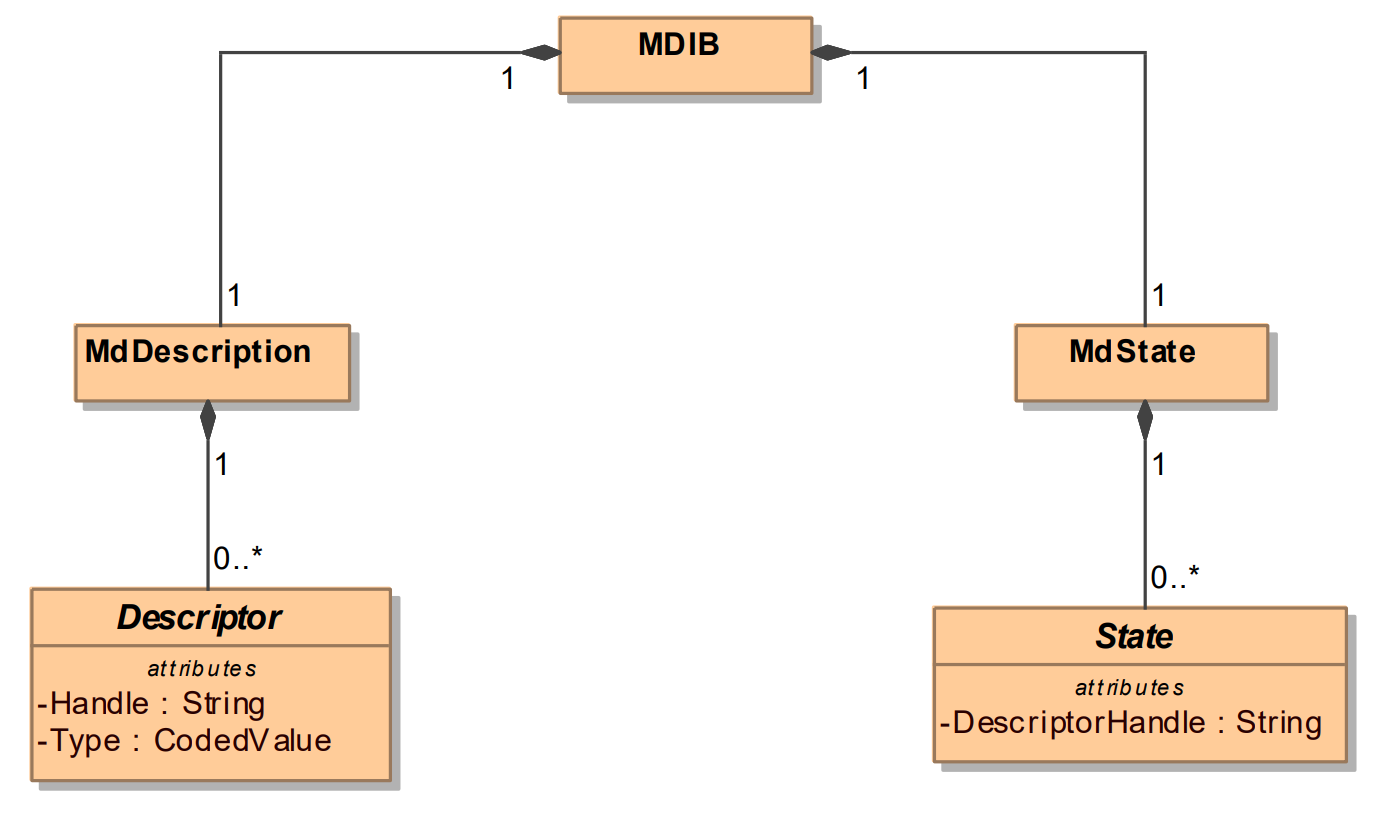 MDIB
1
1
1
1
MdDescription
MdState
1
1
0..*
0..*
Descriptor
attributes
-Handle : String
-Type : CodedValue
State
attributes
-DescriptorHandle : String